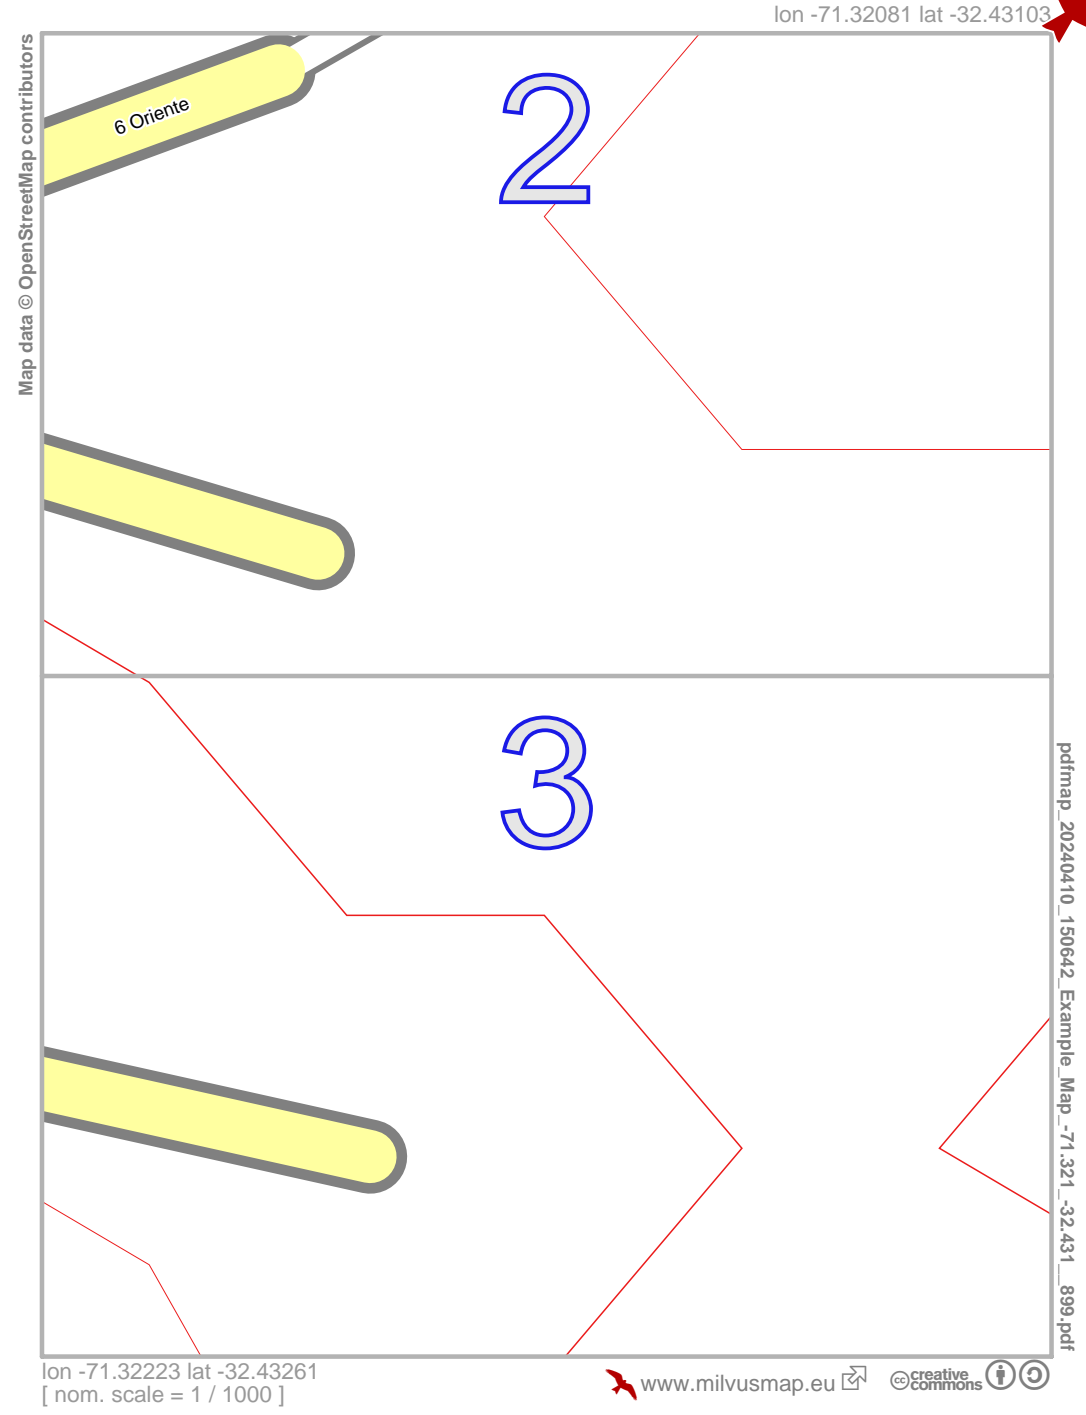 lon -71.32081 lat -32.43103
Map data © OpenStreetMap contributors
6 Oriente
2
3
pdfmap_20240410_150642_Example_Map_-71.321_-32.431__899.pdf
lon -71.32223 lat -32.43261
[ nom. scale = 1 / 1000 ]
www.milvusmap.eu
cc creative commons